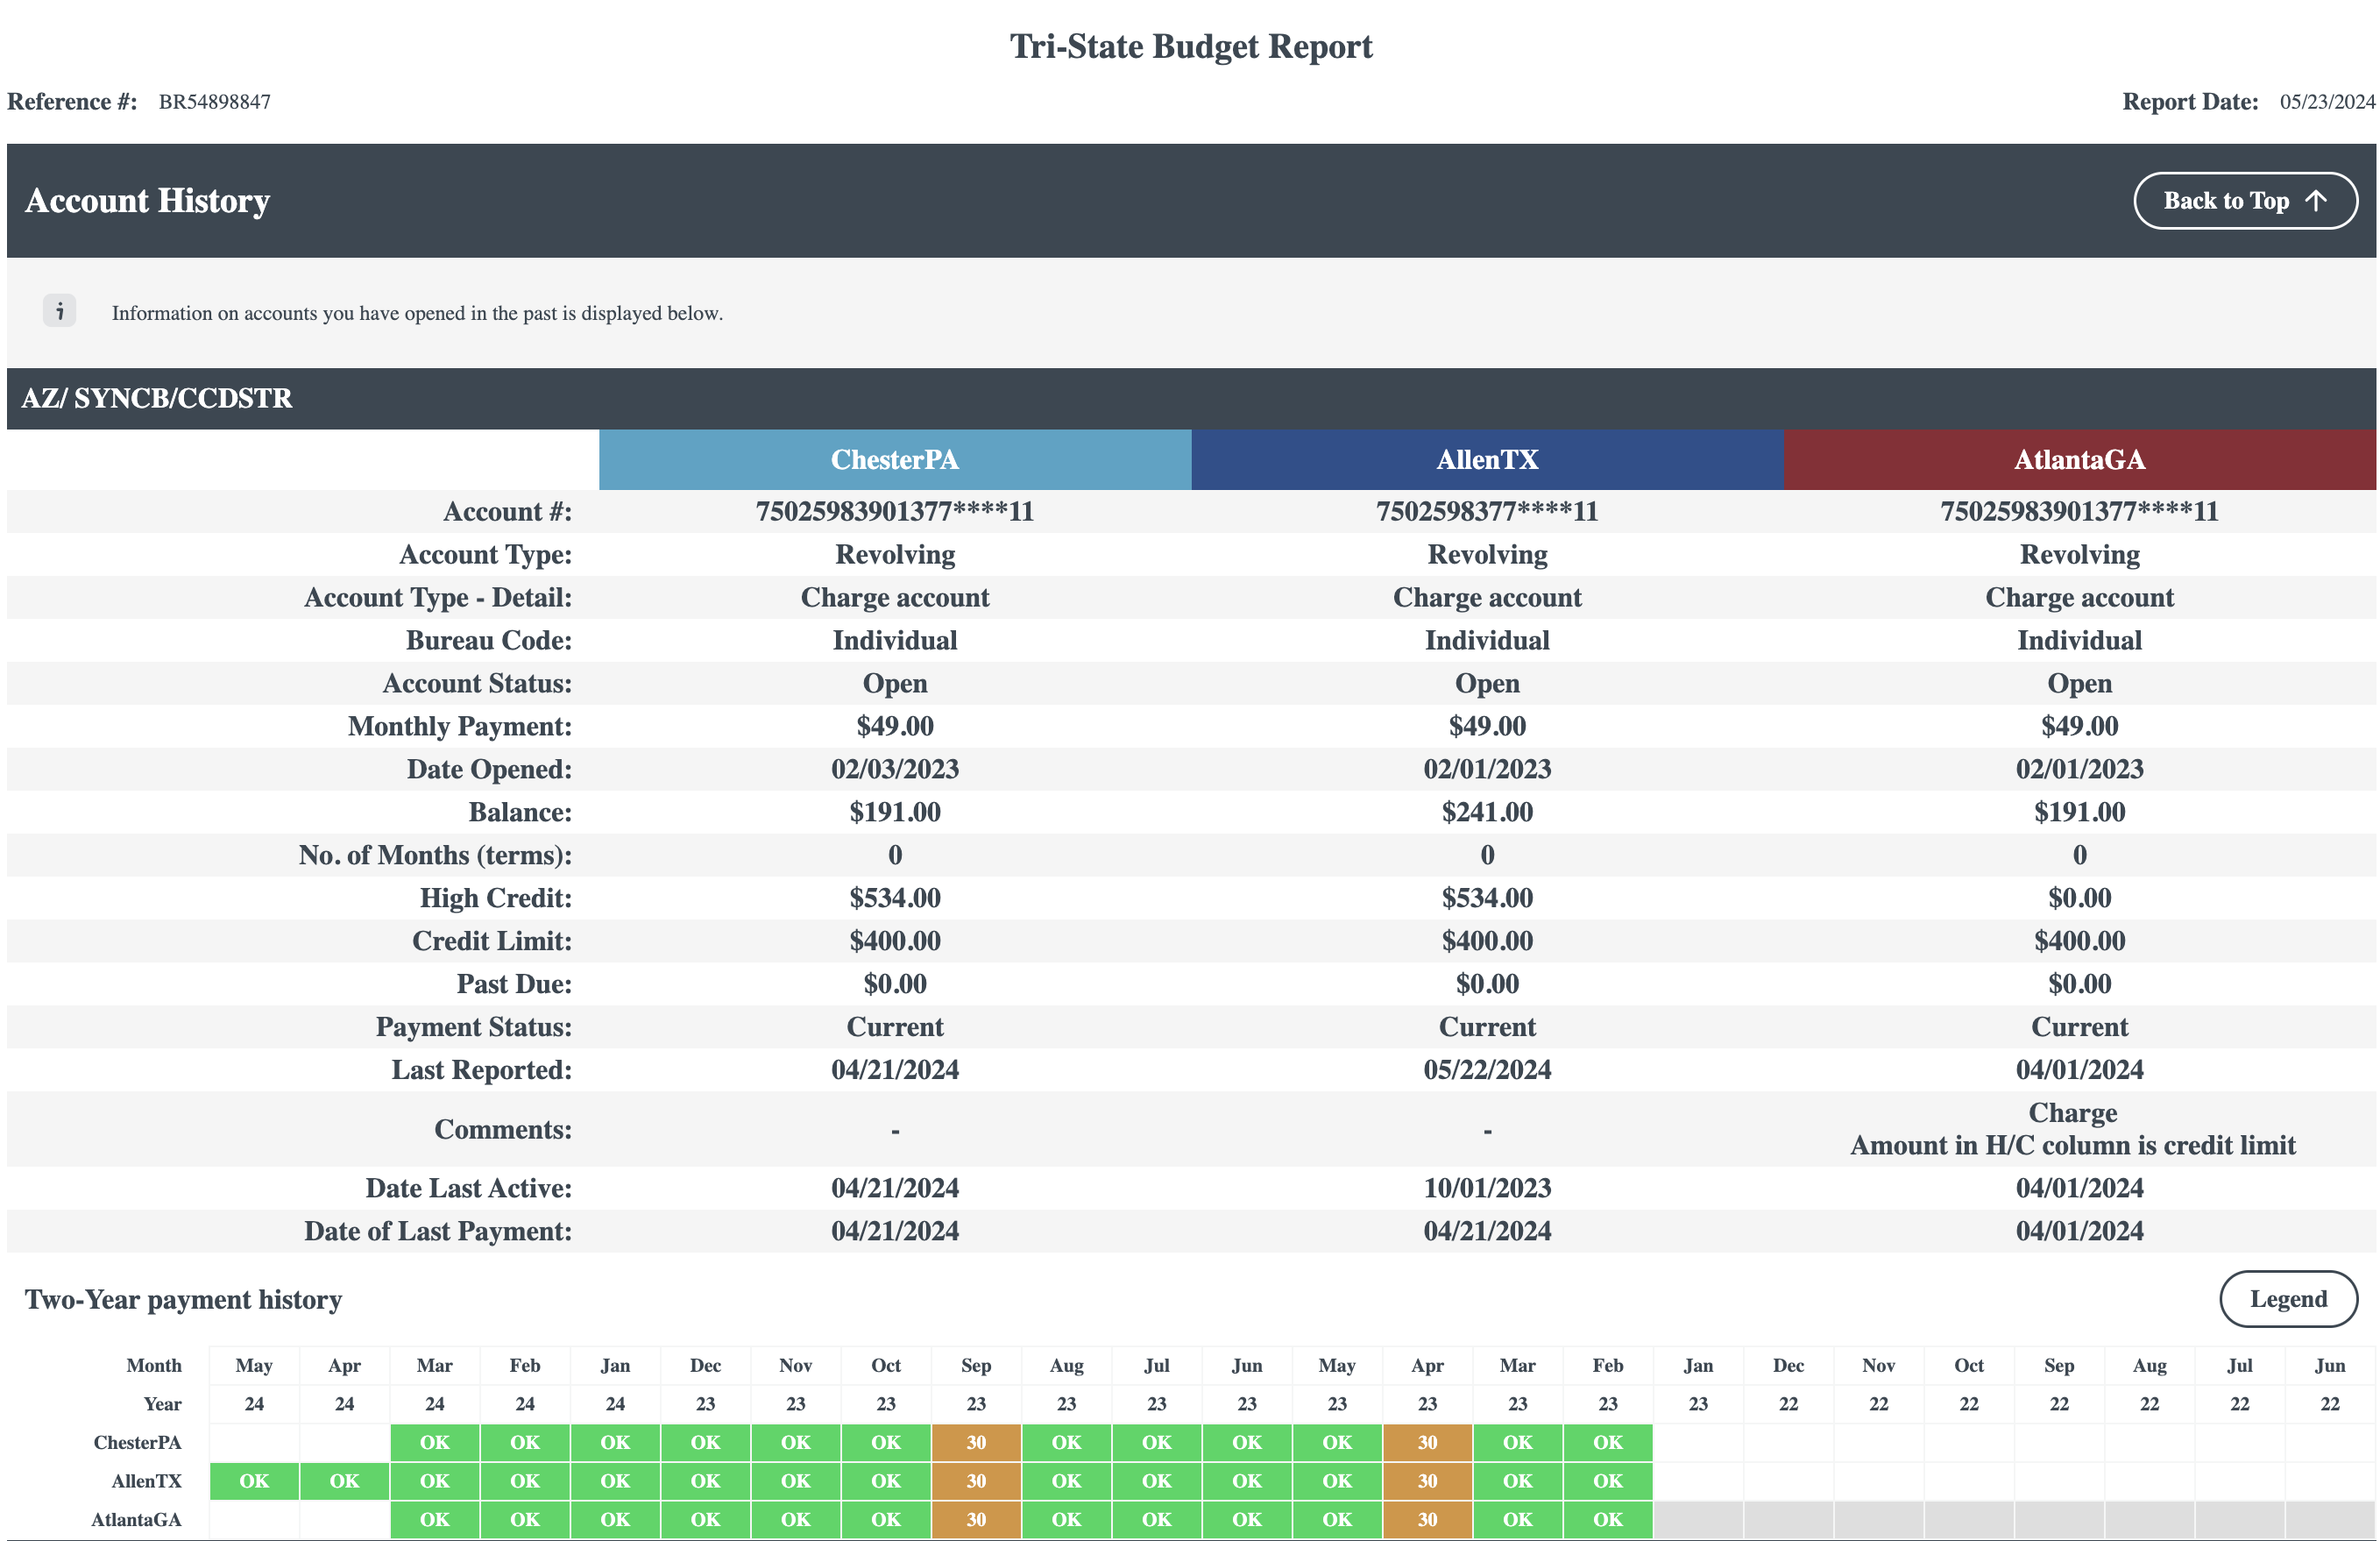 Tri-State Budget Report
Reference #: BR54898847 Report Date: 05/23/2024
Account History Back to Top ↑
i Information on accounts you have opened in the past is displayed below.
AZ/ SYNCB/CCDSTR
ChesterPA AllenTX AtlantaGA
Account #: 75025983901377****11 7502598377****11 75025983901377****11
Account Type: Revolving Revolving Revolving
Account Type - Detail: Charge account Charge account Charge account
Bureau Code: Individual Individual Individual
Account Status: Open Open Open
Monthly Payment: $49.00 $49.00 $49.00
Date Opened: 02/03/2023 02/01/2023 02/01/2023
Balance: $191.00 $241.00 $191.00
No. of Months (terms): 0 0 0
High Credit: $534.00 $534.00 $0.00
Credit Limit: $400.00 $400.00 $400.00
Past Due: $0.00 $0.00 $0.00
Payment Status: Current Current Current
Last Reported: 04/21/2024 05/22/2024 04/01/2024
Comments: - - Charge
Amount in H/C column is credit limit
Date Last Active: 04/21/2024 10/01/2023 04/01/2024
Date of Last Payment: 04/21/2024 04/21/2024 04/01/2024
Two-Year payment history Legend
Month May Apr Mar Feb Jan Dec Nov Oct Sep Aug Jul Jun May Apr Mar Feb Jan Dec Nov Oct Sep Aug Jul Jun
Year 24 24 24 24 24 23 23 23 23 23 23 23 23 23 23 23 23 22 22 22 22 22 22 22
ChesterPA OK OK OK OK OK OK 30 OK OK OK OK 30 OK OK
AllenTX OK OK OK OK OK OK OK OK 30 OK OK OK OK 30 OK OK
AtlantaGA OK OK OK OK OK OK 30 OK OK OK OK 30 OK OK